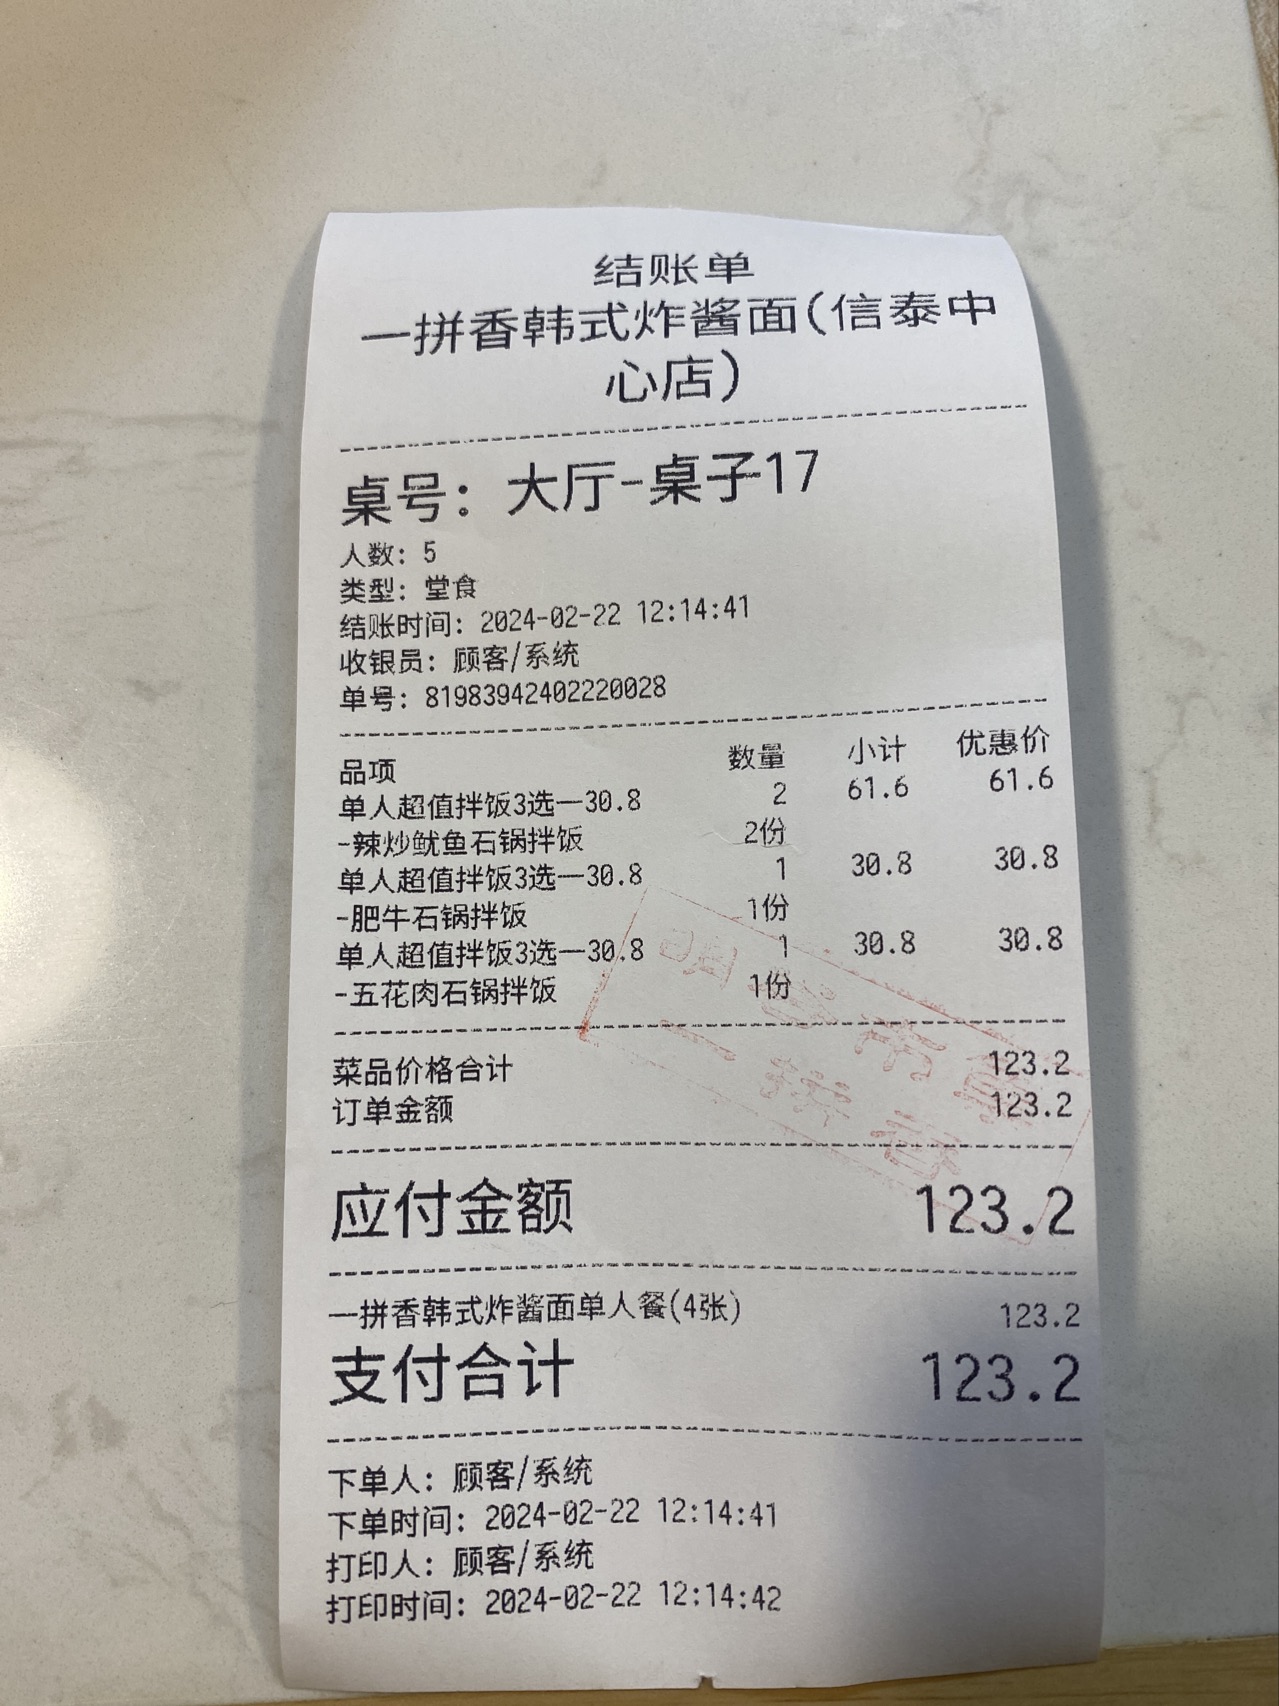 结账单
一拼香韩式炸酱面(信泰中
心店)
桌号: 大厅-桌子17
人数: 5
类型: 堂食
结账时间: 2024-02-22 12:14:41
收银员: 顾客/系统
单号: 81983942402220028
品项 数量 小计 优惠价
单人超值拌饭3选一30.8 2 61.6 61.6
-辣炒鱿鱼石锅拌饭 2份
单人超值拌饭3选一30.8 1 30.8 30.8
-肥牛石锅拌饭 1份
单人超值拌饭3选一30.8 1 30.8 30.8
-五花肉石锅拌饭 1份
菜品价格合计 123.2
订单金额 123.2
应付金额 123.2
一拼香韩式炸酱面单人餐(4张) 123.2
支付合计 123.2
下单人: 顾客/系统
下单时间: 2024-02-22 12:14:41
打印人: 顾客/系统
打印时间: 2024-02-22 12:14:42
一拼香